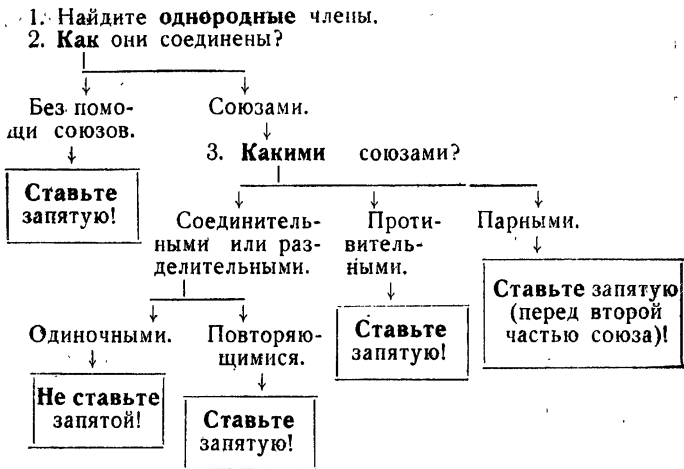 1. Найдите однородные члены.
2. Как они соединены?
Без помо-
щи союзов.
Ставьте
запятую!
Союзами.
3. Какими союзами?
Соединитель-
ными или раз-
делительными.
Проти-
витель-
ными.
Парными.
Одиночными.
Не ставьте
запятой!
Повторяю-
щимися.
Ставьте
запятую!
Ставьте
запятую!
Ставьте запятую
(перед второй
частью союза)!